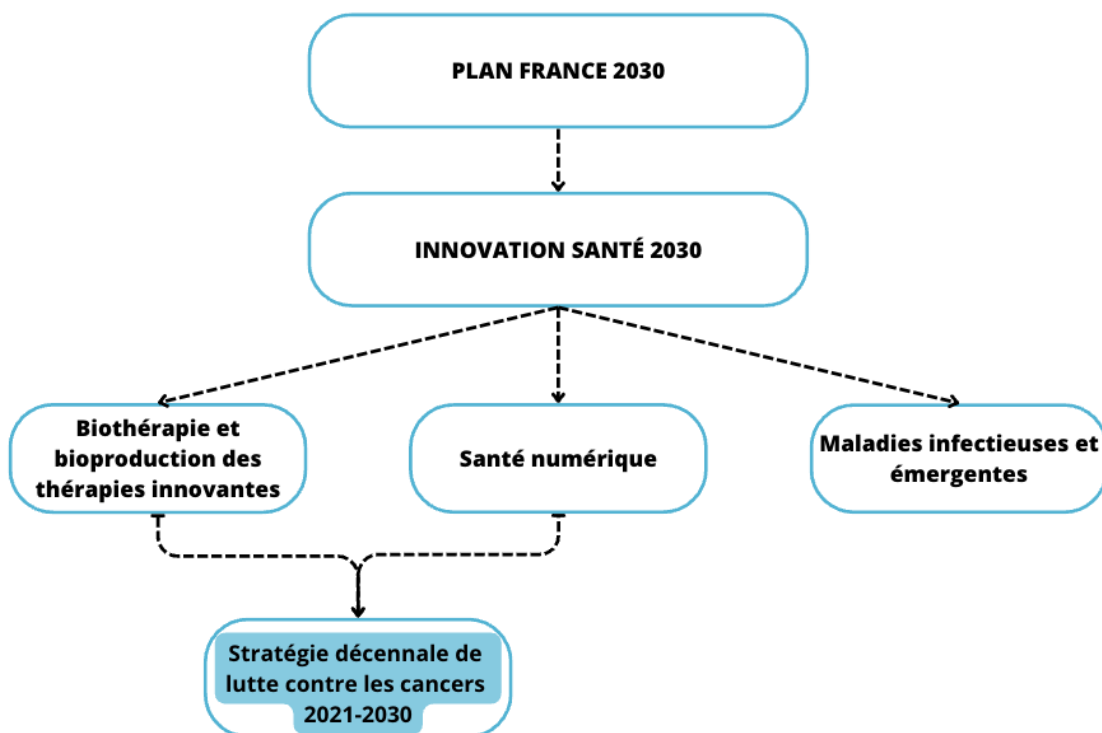 PLAN FRANCE 2030
INNOVATION SANTÉ 2030
Biothérapie et
bioproduction des
thérapies innovantes
Santé numérique
Maladies infectieuses et
émergentes
Stratégie décennale de
lutte contre les cancers
2021-2030